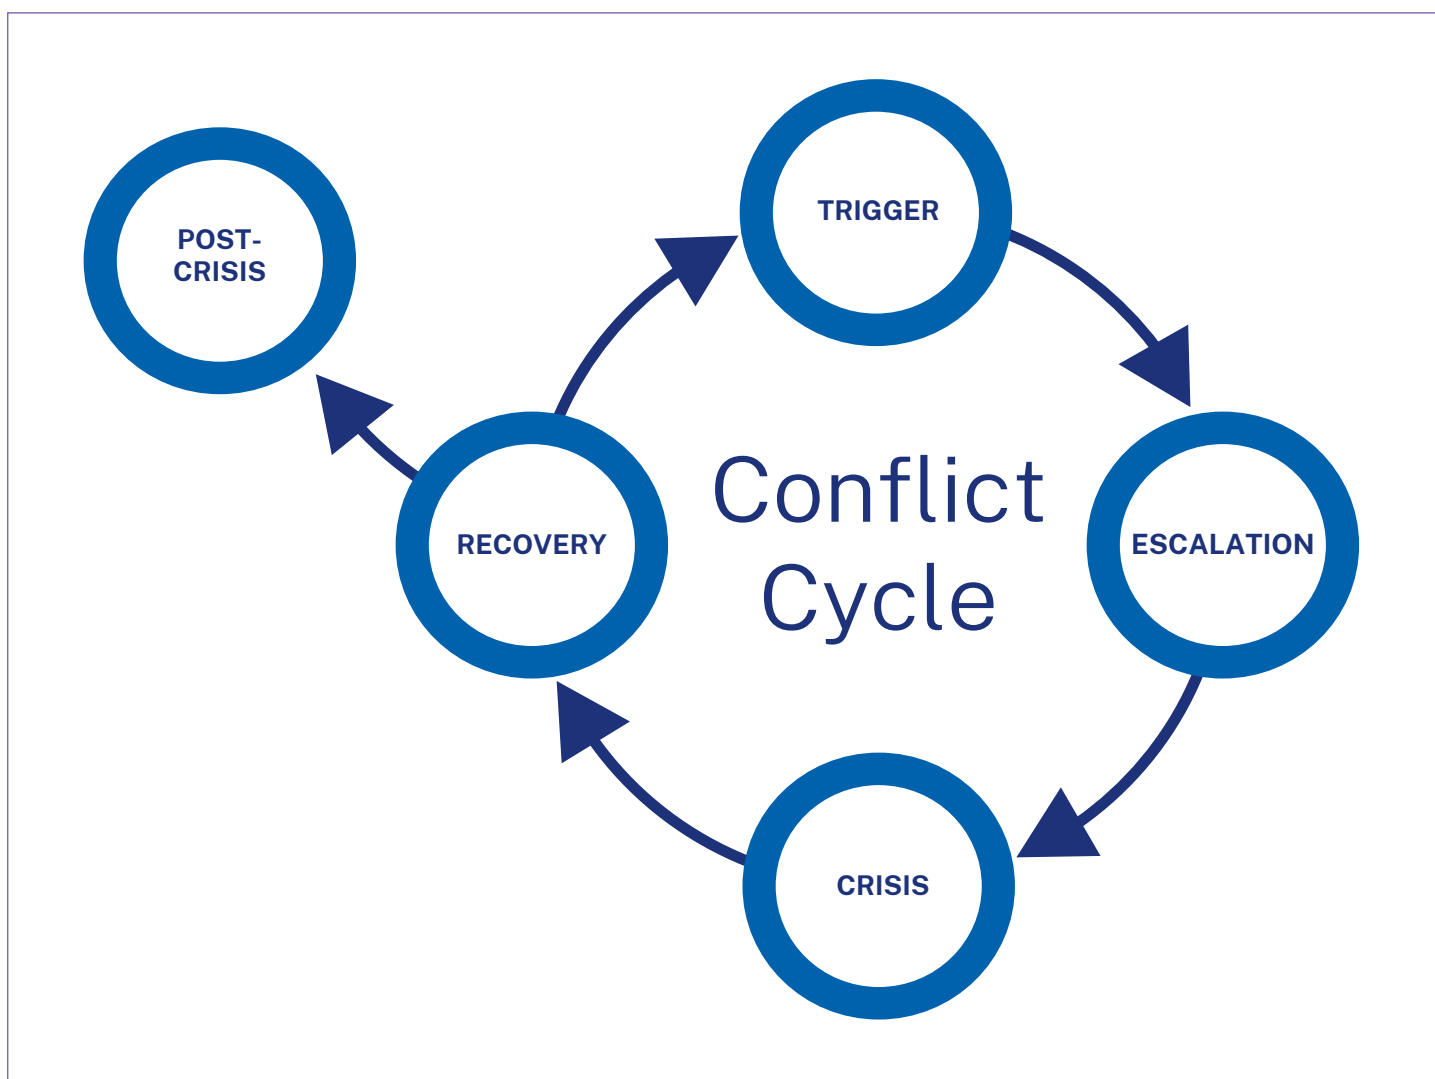 TRIGGER
POST-
CRISIS
Conflict
Cycle
RECOVERY
ESCALATION
CRISIS